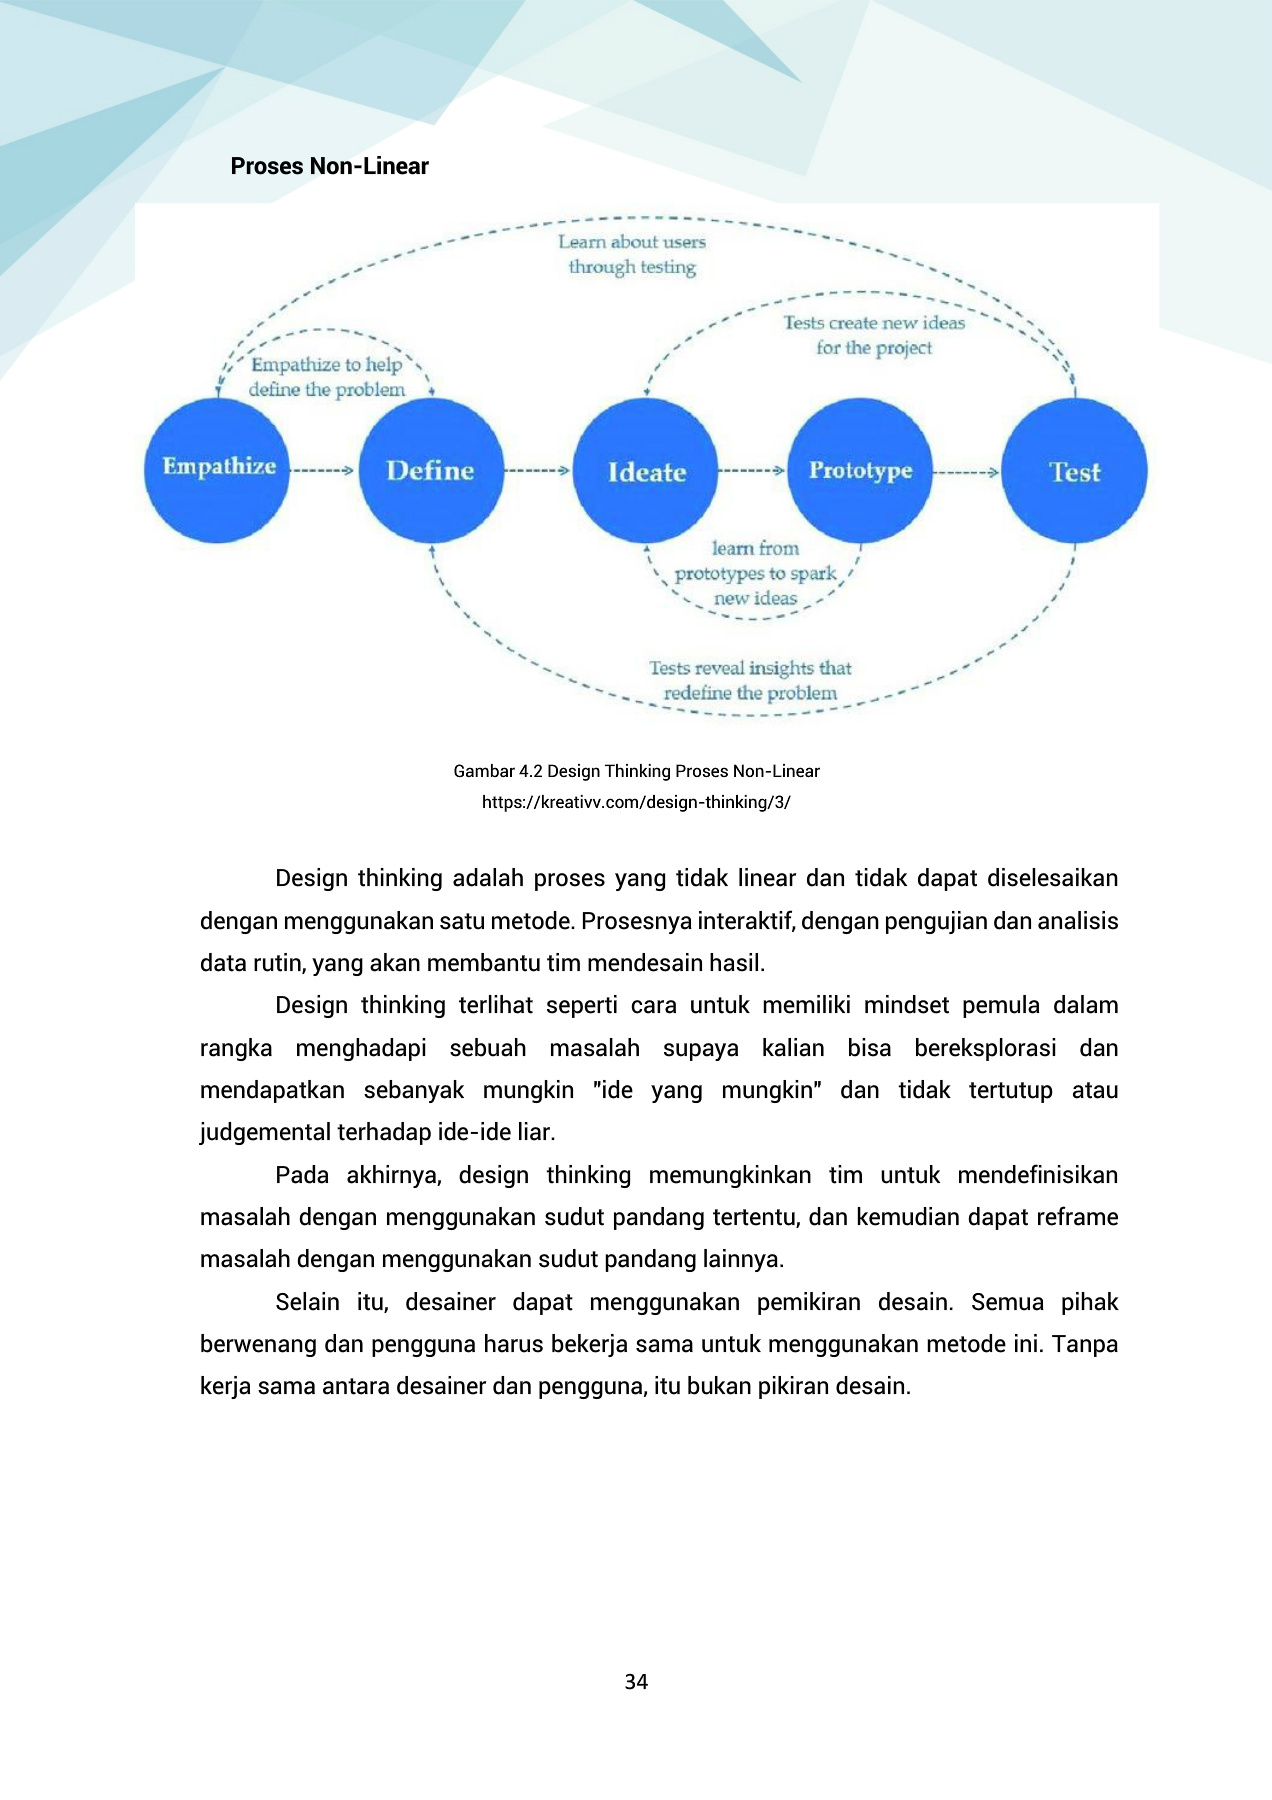 Proses Non-Linear
Learn about users
through testing
Tests create new ideas
for the project
Empathize to help
define the problem
Empathize
Define
Ideate
Prototype
Test
learn from
prototypes to spark
new ideas
Tests reveal insights that
redefine the problem
Gambar 4.2 Design Thinking Proses Non-Linear
https://kreativv.com/design-thinking/3/
Design thinking adalah proses yang tidak linear dan tidak dapat diselesaikan
dengan menggunakan satu metode. Prosesnya interaktif, dengan pengujian dan analisis
data rutin, yang akan membantu tim mendesain hasil.
Design thinking terlihat seperti cara untuk memiliki mindset pemula dalam
rangka menghadapi sebuah masalah supaya kalian bisa bereksplorasi dan
mendapatkan sebanyak mungkin "ide yang mungkin" dan tidak tertutup atau
judgemental terhadap ide-ide liar.
Pada akhirnya, design thinking memungkinkan tim untuk mendefinisikan
masalah dengan menggunakan sudut pandang tertentu, dan kemudian dapat reframe
masalah dengan menggunakan sudut pandang lainnya.
Selain itu, desainer dapat menggunakan pemikiran desain. Semua pihak
berwenang dan pengguna harus bekerja sama untuk menggunakan metode ini. Tanpa
kerja sama antara desainer dan pengguna, itu bukan pikiran desain.
34